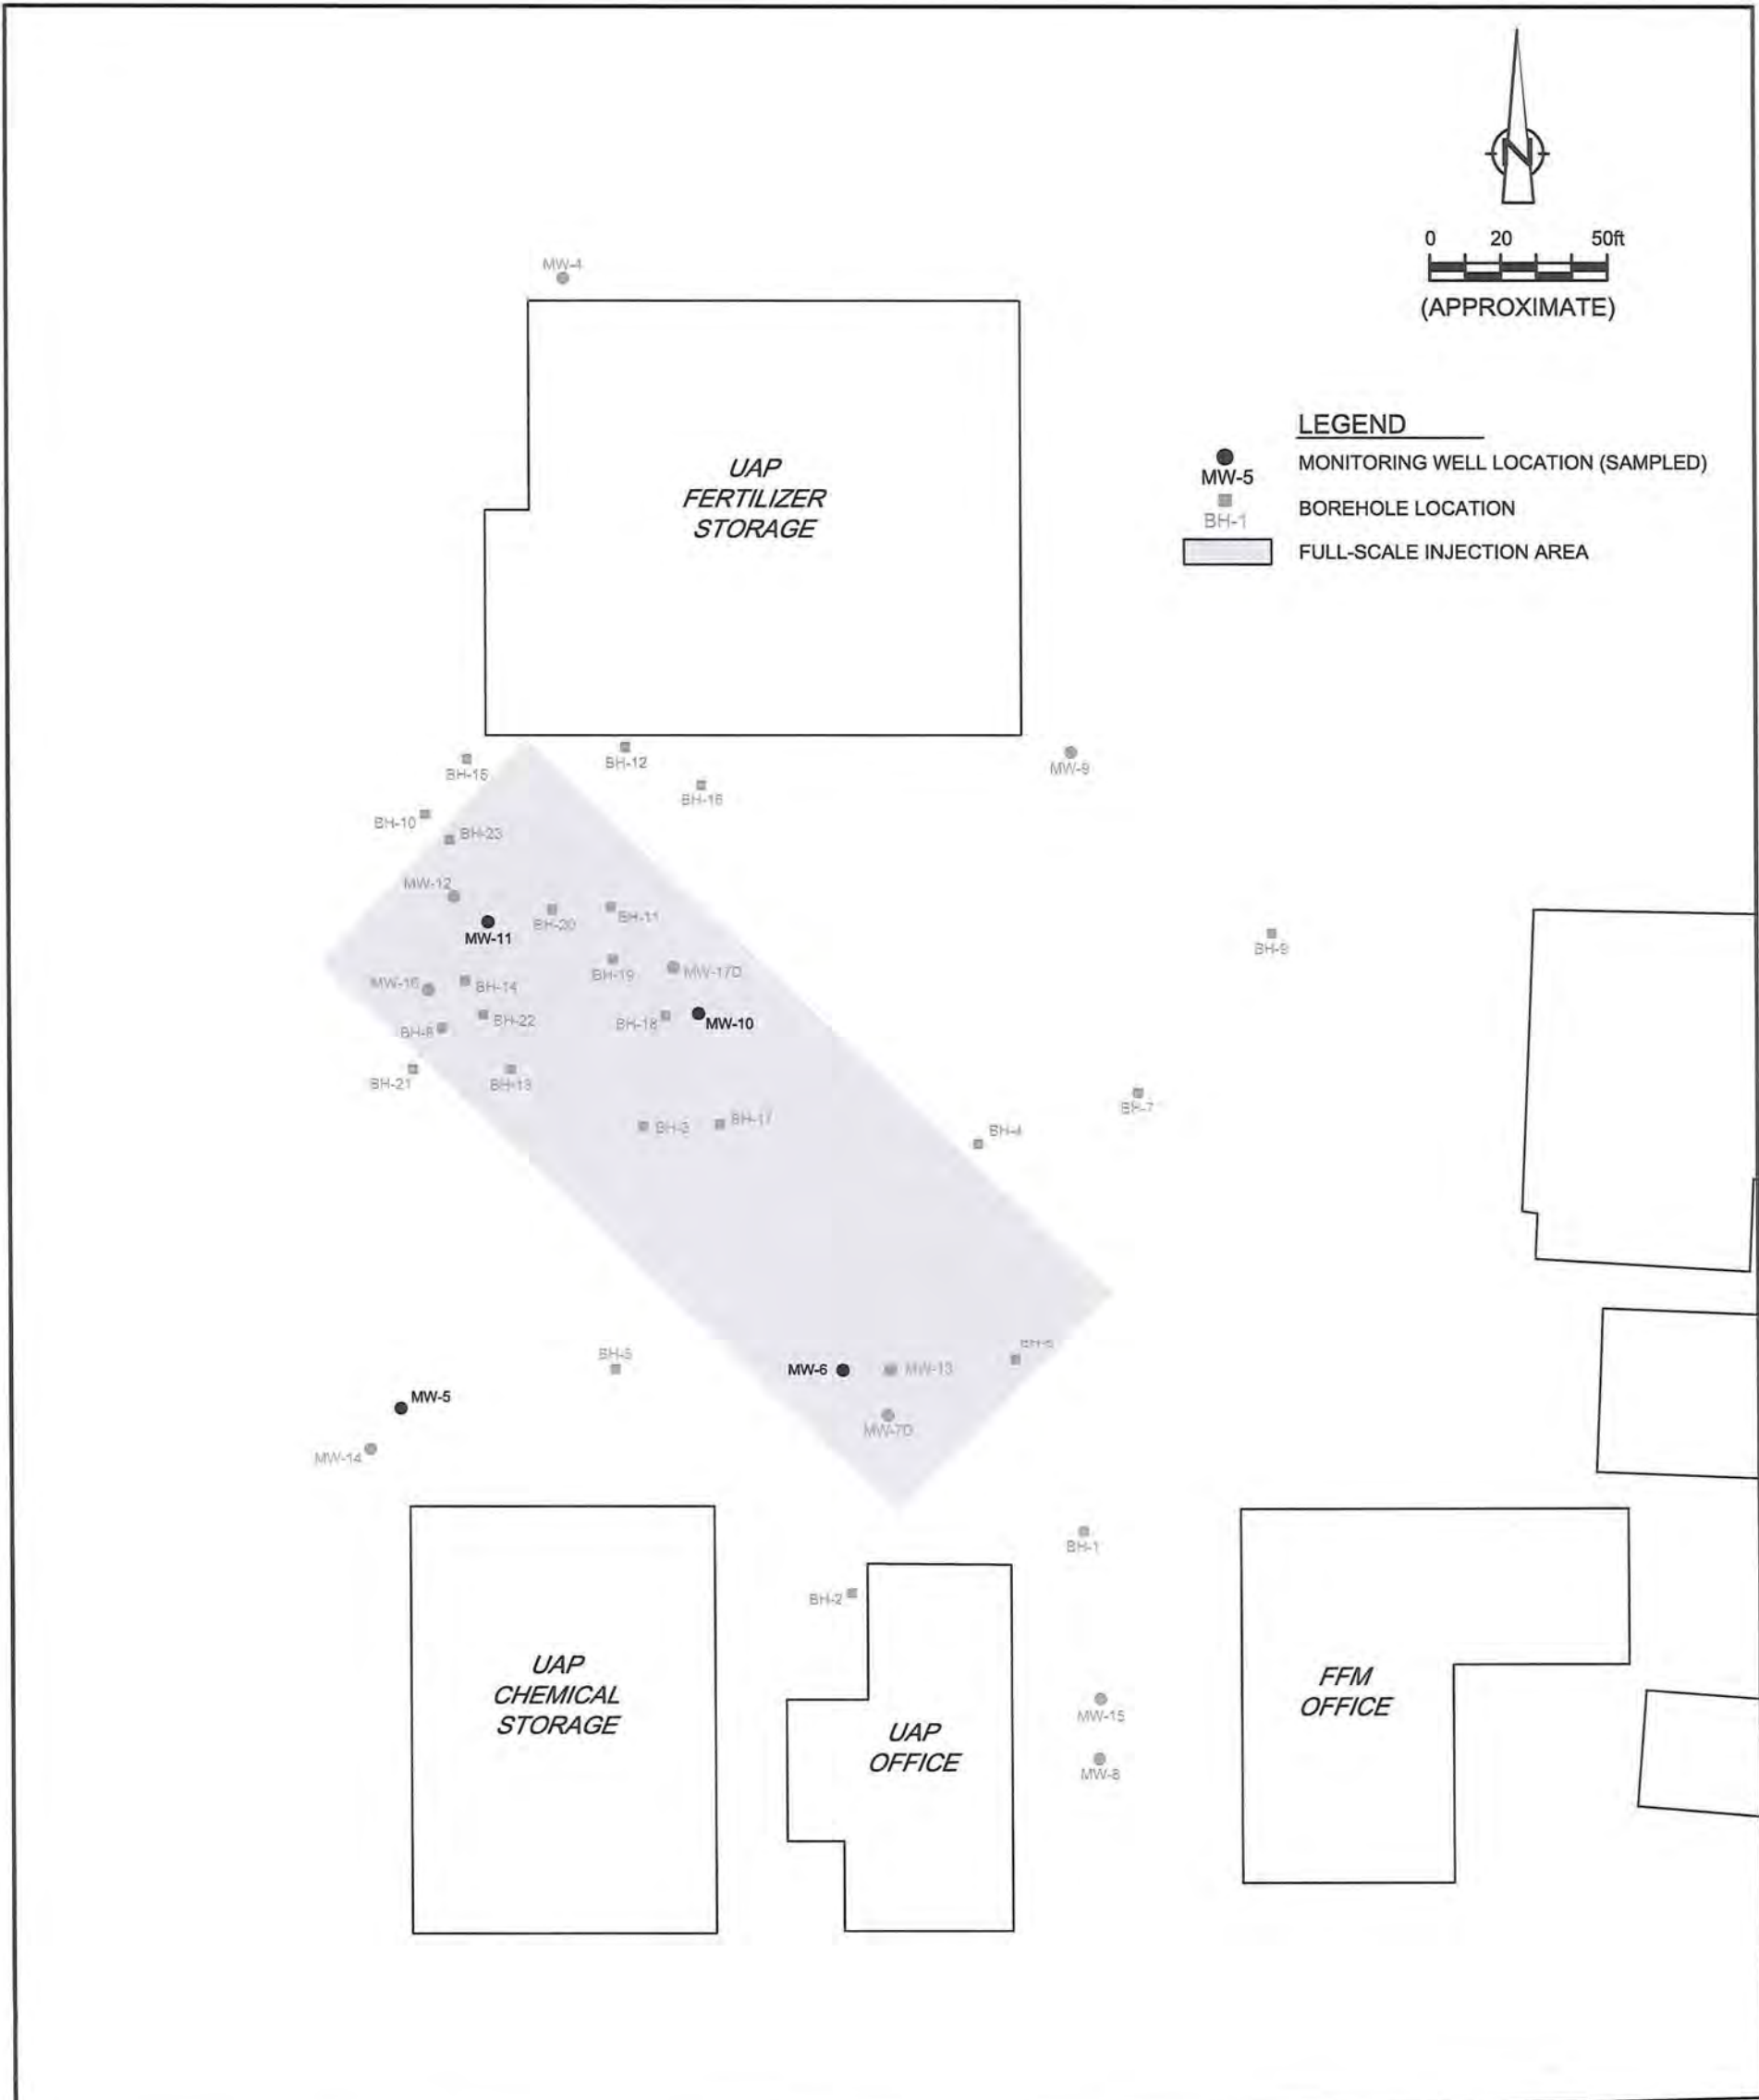 N
0 20 50ft
(APPROXIMATE)
LEGEND
MW-5
MONITORING WELL LOCATION (SAMPLED)
BH-1
BOREHOLE LOCATION
FULL-SCALE INJECTION AREA
MW-4
UAP
FERTILIZER
STORAGE
BH-15
BH-12
BH-16
MW-9
BH-10
BH-23
MW-12
MW-11
BH-20
BH-11
BH-9
BH-19
MW-17D
MW-16
BH-14
BH-22
BH-8
BH-18
MW-10
BH-21
BH-13
BH-3
BH-17
BH-4
BH-7
BH-5
MW-6
MW-13
MW-5
MW-7D
MW-14
BH-1
BH-2
UAP
CHEMICAL
STORAGE
UAP
OFFICE
MW-15
MW-8
FFM
OFFICE